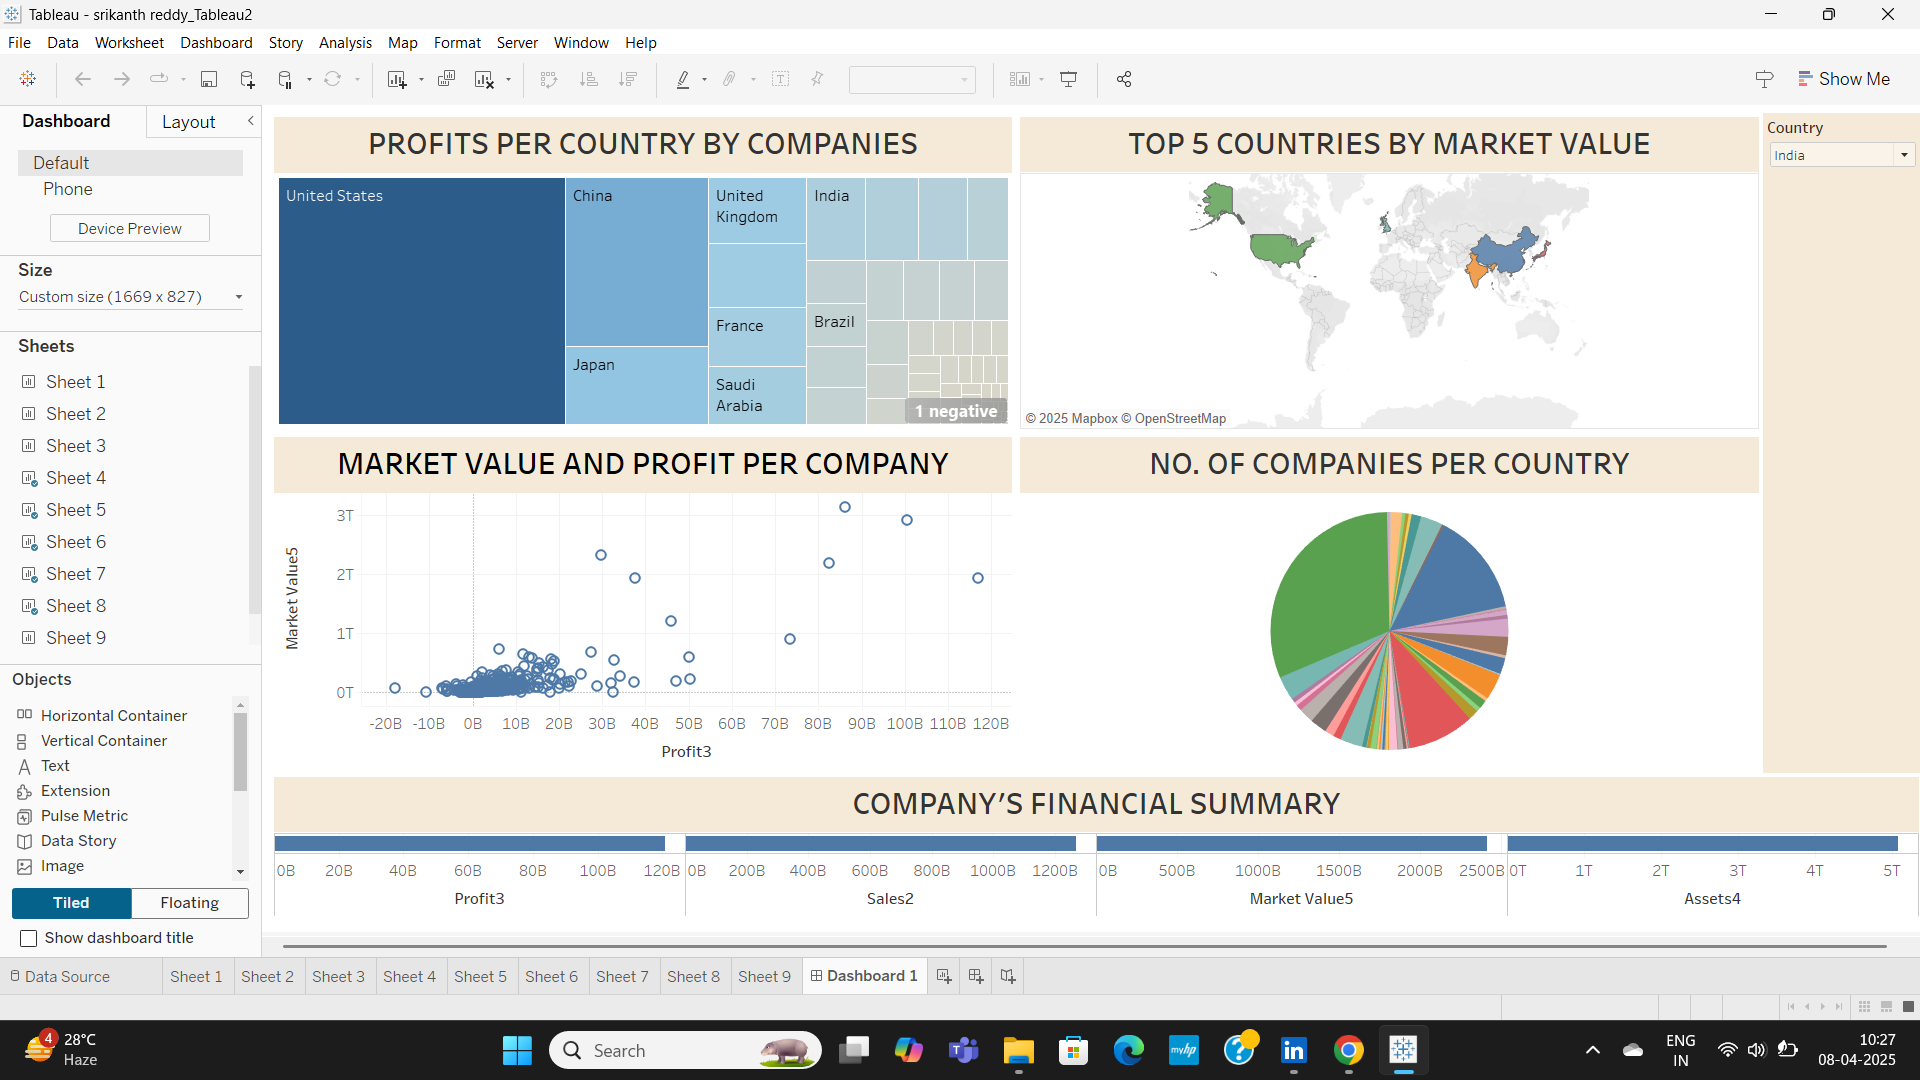 Tableau - srikanth reddy_Tableau2
File Data Worksheet Dashboard Story Analysis Map Format Server Window Help
Show Me
Dashboard Layout
Default
Phone
Device Preview
Size
Custom size (1669 x 827)
Sheets
Sheet 1
Sheet 2
Sheet 3
Sheet 4
Sheet 5
Sheet 6
Sheet 7
Sheet 8
Sheet 9
Objects
Horizontal Container
Vertical Container
Text
Extension
Pulse Metric
Data Story
Image
Tiled Floating
Show dashboard title
PROFITS PER COUNTRY BY COMPANIES
United States
China
United
Kingdom
India
France
Brazil
Japan
Saudi
Arabia
1 negative
TOP 5 COUNTRIES BY MARKET VALUE
© 2025 Mapbox © OpenStreetMap
Country
India
MARKET VALUE AND PROFIT PER COMPANY
Market Value5
3T
2T
1T
0T
-20B -10B 0B 10B 20B 30B 40B 50B 60B 70B 80B 90B 100B 110B 120B
Profit3
NO. OF COMPANIES PER COUNTRY
COMPANY'S FINANCIAL SUMMARY
0B 20B 40B 60B 80B 100B 120B 0B 200B 400B 600B 800B 1000B 1200B 0B 500B 1000B 1500B 2000B 2500B 0T 1T 2T 3T 4T 5T
Profit3 Sales2 Market Value5 Assets4
Data Source Sheet 1 Sheet 2 Sheet 3 Sheet 4 Sheet 5 Sheet 6 Sheet 7 Sheet 8 Sheet 9 Dashboard 1
4
28°C
Haze
Search
myhp
ENG
IN
10:27
08-04-2025